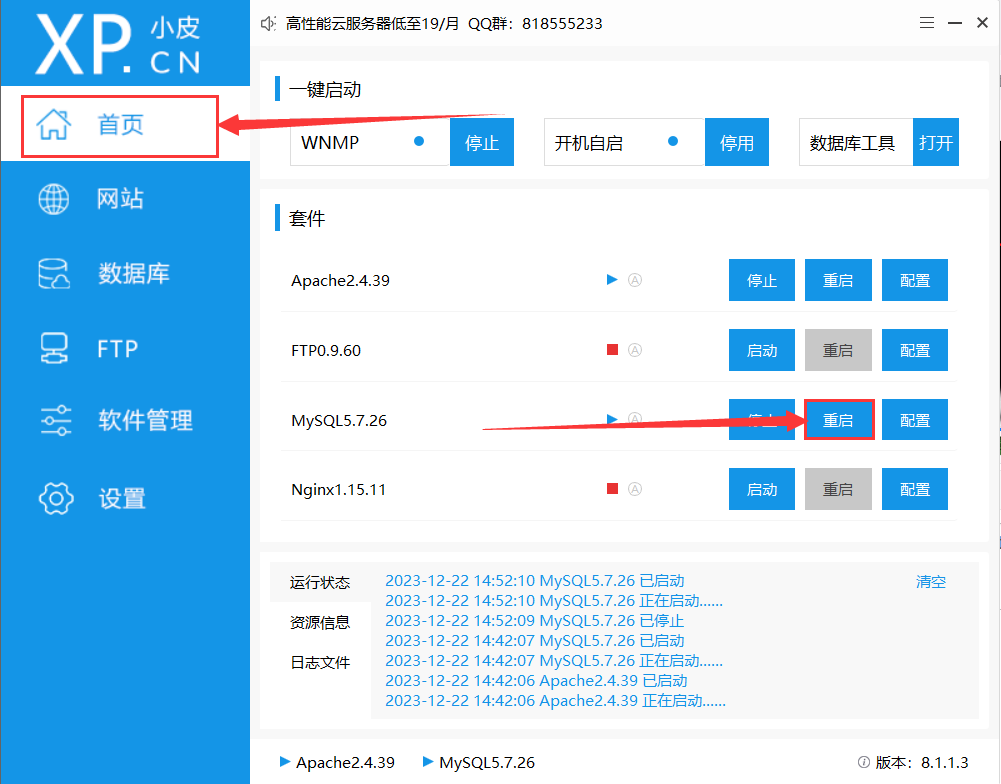 XP.CN 小皮
高性能云服务器低至19/月 QQ群：818555233
首页
网站
数据库
FTP
软件管理
设置
一键启动
WNMP 停止 开机自启 停用 数据库工具 打开
套件
Apache2.4.39 Ⓐ 停止 重启 配置
FTP0.9.60 Ⓐ 启动 重启 配置
MySQL5.7.26 Ⓐ 停止 重启 配置
Nginx1.15.11 Ⓐ 启动 重启 配置
运行状态
资源信息
日志文件
2023-12-22 14:52:10 MySQL5.7.26 已启动
2023-12-22 14:52:10 MySQL5.7.26 正在启动......
2023-12-22 14:52:09 MySQL5.7.26 已停止
2023-12-22 14:42:07 MySQL5.7.26 已启动
2023-12-22 14:42:07 MySQL5.7.26 正在启动......
2023-12-22 14:42:06 Apache2.4.39 已启动
2023-12-22 14:42:06 Apache2.4.39 正在启动......
清空
Apache2.4.39 MySQL5.7.26 版本：8.1.1.3